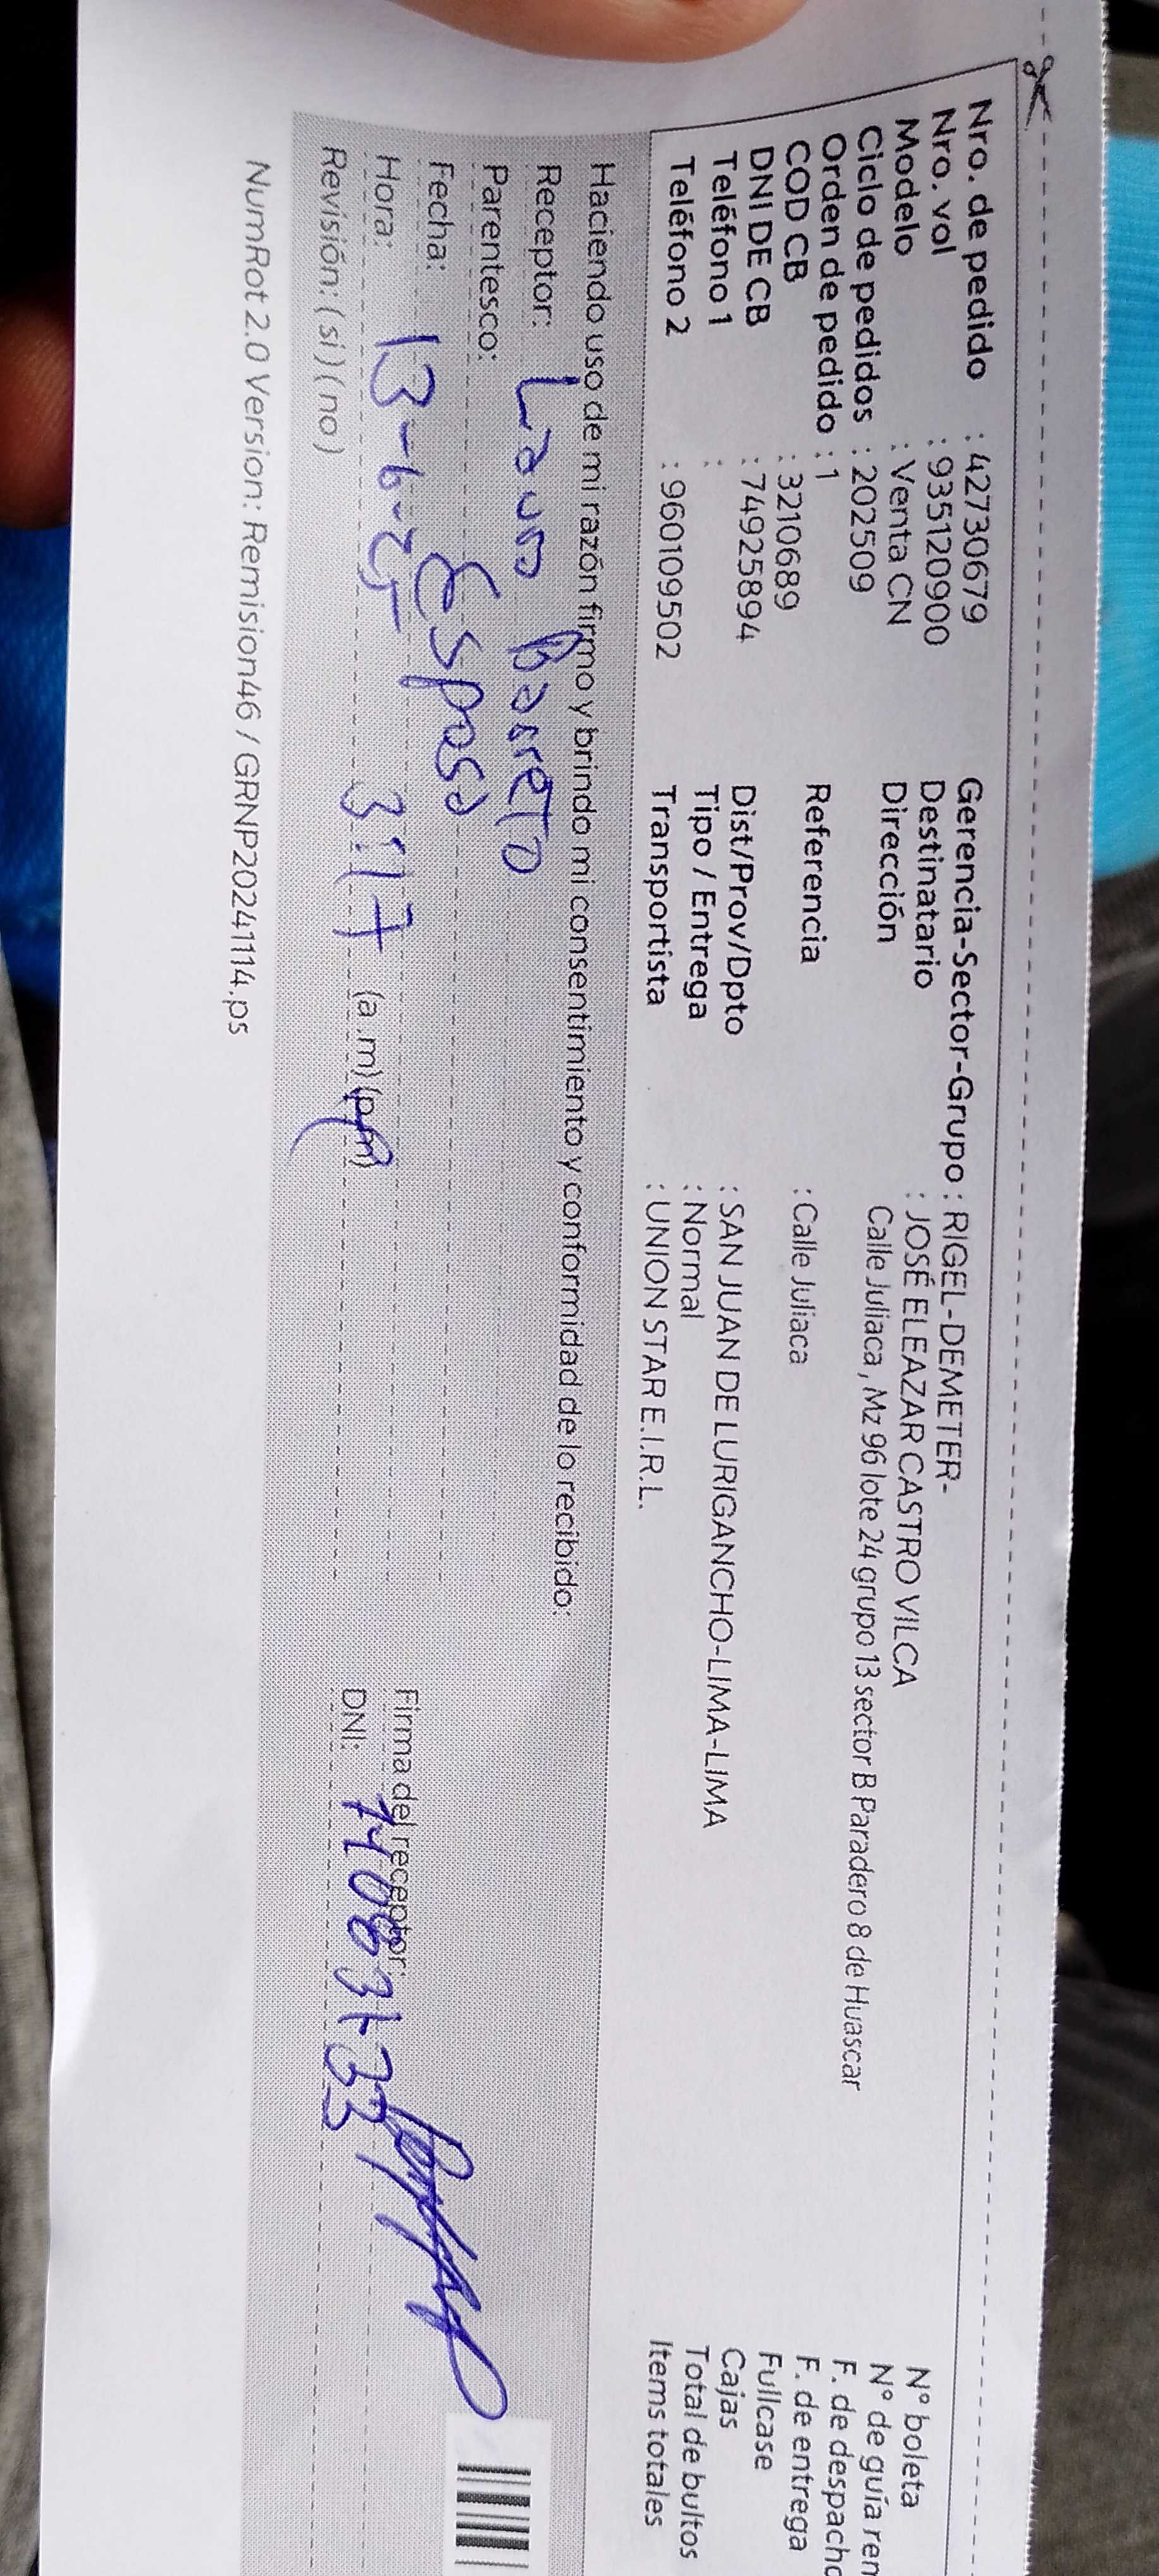 Nro. de pedido : 42730679
Nro. vol : 935120900
Modelo : Venta CN
Ciclo de pedidos : 202509
Orden de pedido : 1
COD CB : 3210689
DNI DE CB : 74925894
Teléfono 1 :
Teléfono 2 : 960109502
Gerencia-Sector-Grupo : RIGEL-DEMETER-
Destinatario : JOSÉ ELEAZAR CASTRO VILCA
Dirección Calle Juliaca , Mz 96 lote 24 grupo 13 sector B Paradero 8 de Huascar
Referencia : Calle Juliaca
Dist/Prov/Dpto : SAN JUAN DE LURIGANCHO-LIMA-LIMA
Tipo / Entrega : Normal
Transportista : UNION STAR E.I.R.L.
N° boleta
N° de guía ren
F. de despacho
F. de entrega
Fullcase
Cajas
Total de bultos
Items totales
Haciendo uso de mi razón firmo y brindo mi consentimiento y conformidad de lo recibido:
Receptor: Barreto
Parentesco: Esposa
Fecha: 13-6-25
Hora: 3:17 (a.m) (p.m)
Revisión: ( si ) ( no )
Firma del receptor:
DNI:
NumRot 2.0 Version: Remision46 / GRNP20241114.ps